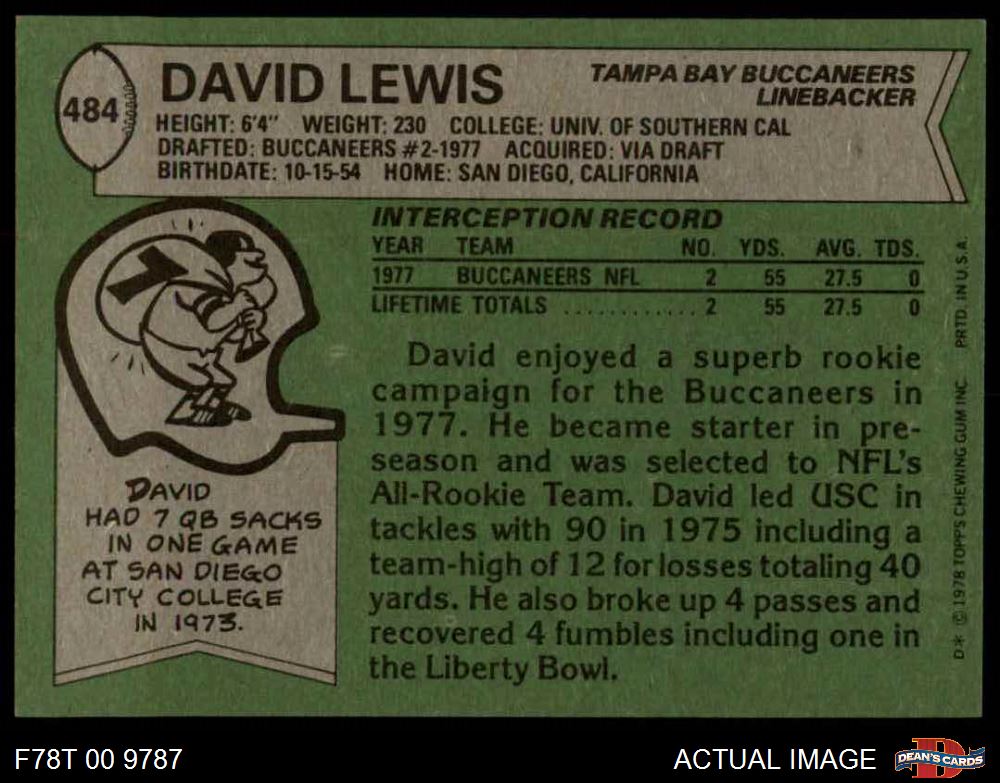 484
DAVID LEWIS
TAMPA BAY BUCCANEERS
LINEBACKER
HEIGHT: 6'4" WEIGHT: 230 COLLEGE: UNIV. OF SOUTHERN CAL
DRAFTED: BUCCANEERS #2-1977 ACQUIRED: VIA DRAFT
BIRTHDATE: 10-15-54 HOME: SAN DIEGO, CALIFORNIA
INTERCEPTION RECORD
YEAR TEAM NO. YDS. AVG. TDS.
1977 BUCCANEERS NFL 2 55 27.5 0
LIFETIME TOTALS ............ 2 55 27.5 0
David enjoyed a superb rookie
campaign for the Buccaneers in
1977. He became starter in pre-
season and was selected to NFL's
All-Rookie Team. David led USC in
tackles with 90 in 1975 including a
team-high of 12 for losses totaling 40
yards. He also broke up 4 passes and
recovered 4 fumbles including one in
the Liberty Bowl.
7
DAVID
HAD 7 QB SACKS
IN ONE GAME
AT SAN DIEGO
CITY COLLEGE
IN 1973.
D* © 1978 TOPPS CHEWING GUM INC. PRTD. IN U.S.A.
F78T 00 9787
ACTUAL IMAGE
D
DEAN'S CARDS